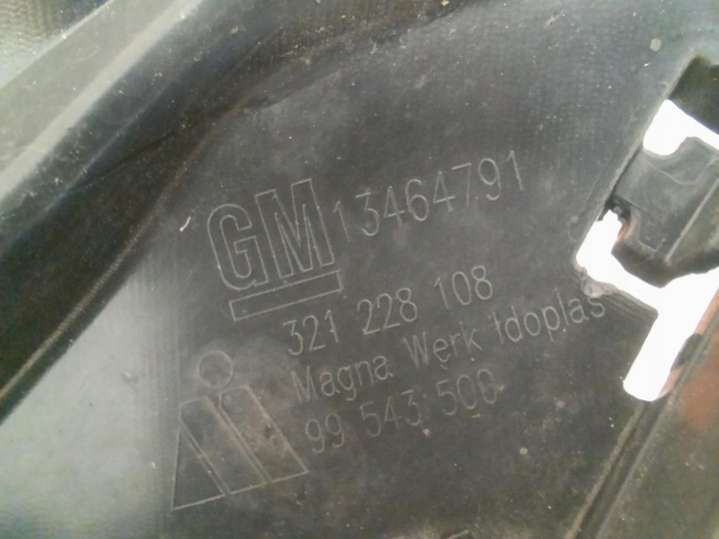 GM 13464791
321 228 108
Magna Werk Idoplas
99 543 500